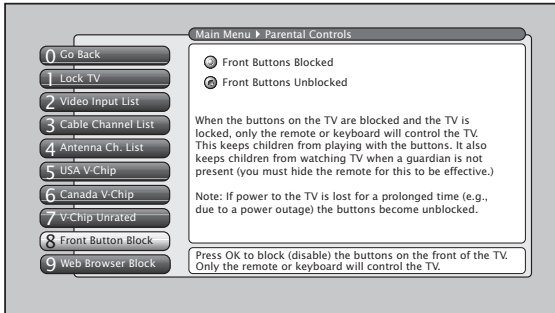 Main Menu ▶ Parental Controls
0 Go Back
1 Lock TV
2 Video Input List
3 Cable Channel List
4 Antenna Ch. List
5 USA V-Chip
6 Canada V-Chip
7 V-Chip Unrated
8 Front Button Block
9 Web Browser Block
Front Buttons Blocked
Front Buttons Unblocked
When the buttons on the TV are blocked and the TV is
locked, only the remote or keyboard will control the TV.
This keeps children from playing with the buttons. It also
keeps children from watching TV when a guardian is not
present (you must hide the remote for this to be effective.)
Note: If power to the TV is lost for a prolonged time (e.g.,
due to a power outage) the buttons become unblocked.
Press OK to block (disable) the buttons on the front of the TV.
Only the remote or keyboard will control the TV.